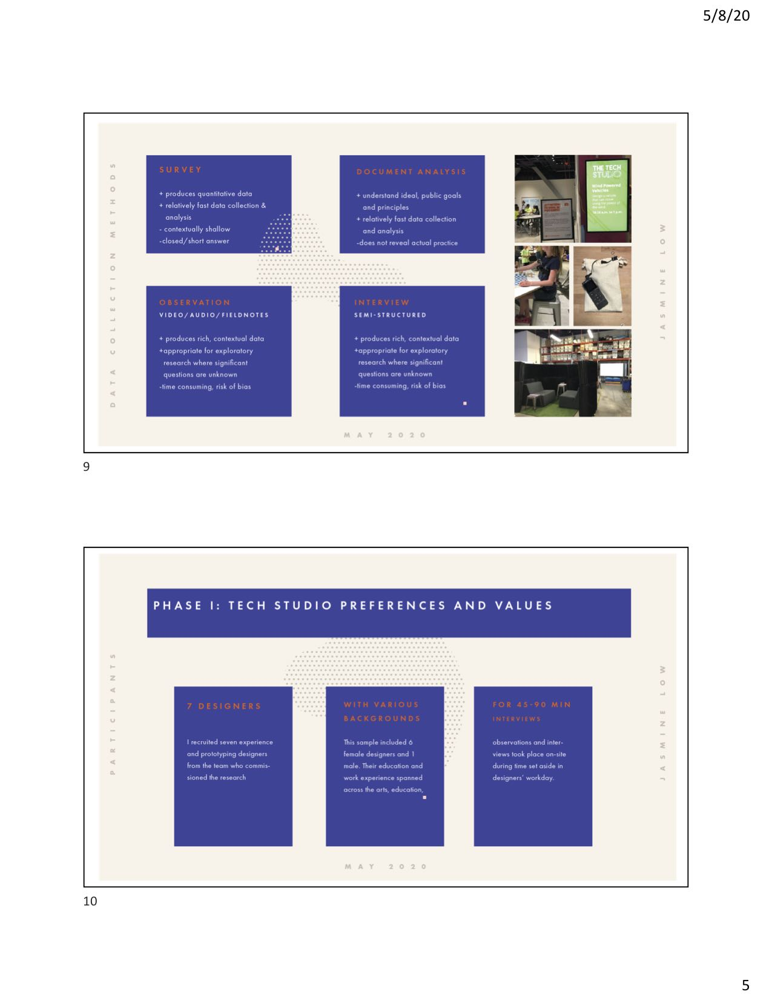 5/8/20
DATA COLLECTION METHODS
SURVEY
+ produces quantitative data
+ relatively fast data collection &
analysis
- contextually shallow
-closed/short answer
DOCUMENT ANALYSIS
+ understand ideal, public goals
and principles
+ relatively fast data collection
and analysis
-does not reveal actual practice
OBSERVATION
VIDEO/AUDIO/FIELDNOTES
+ produces rich, contextual data
+appropriate for exploratory
research where significant
questions are unknown
-time consuming, risk of bias
INTERVIEW
SEMI-STRUCTURED
+ produces rich, contextual data
+appropriate for exploratory
research where significant
questions are unknown
-time consuming, risk of bias
THE TECH
STUDIO
Wind Powered
Vehicles
JASMINE LOW
MAY 2020
9
PARTICIPANTS
PHASE I: TECH STUDIO PREFERENCES AND VALUES
7 DESIGNERS
I recruited seven experience
and prototyping designers
from the team who commis-
sioned the research
WITH VARIOUS
BACKGROUNDS
This sample included 6
female designers and 1
male. Their education and
work experience spanned
across the arts, education,
FOR 45-90 MIN
INTERVIEWS
observations and inter-
views took place on-site
during time set aside in
designers' workday.
JASMINE LOW
MAY 2020
10
5